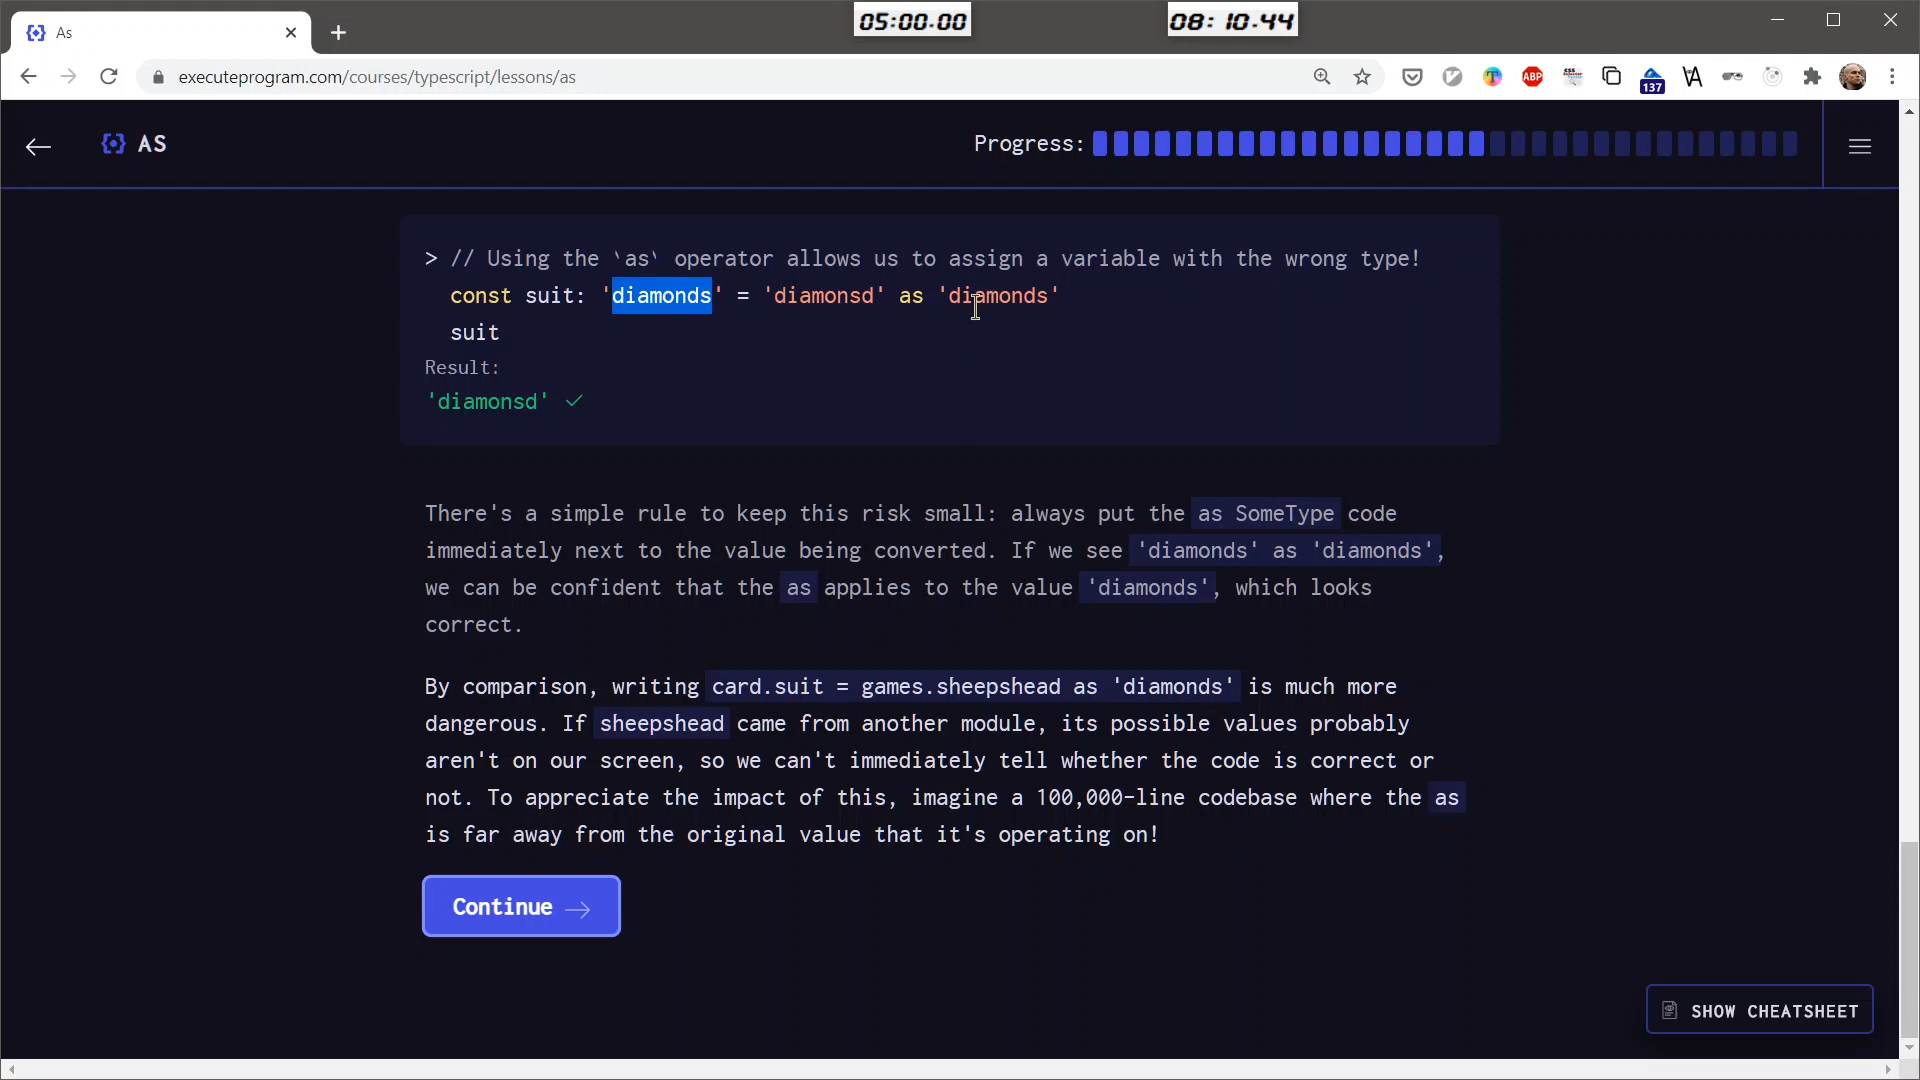 As
05:00.00
08: 10.44
executeprogram.com/courses/typescript/lessons/as
ABP
137
AS
Progress:
> // Using the `as` operator allows us to assign a variable with the wrong type!
const suit: 'diamonds' = 'diamonsd' as 'diamonds'
suit
Result:
'diamonsd' ✓
There's a simple rule to keep this risk small: always put the as SomeType code
immediately next to the value being converted. If we see 'diamonds' as 'diamonds',
we can be confident that the as applies to the value 'diamonds', which looks
correct.
By comparison, writing card.suit = games.sheepshead as 'diamonds' is much more
dangerous. If sheepshead came from another module, its possible values probably
aren't on our screen, so we can't immediately tell whether the code is correct or
not. To appreciate the impact of this, imagine a 100,000-line codebase where the as
is far away from the original value that it's operating on!
Continue →
SHOW CHEATSHEET